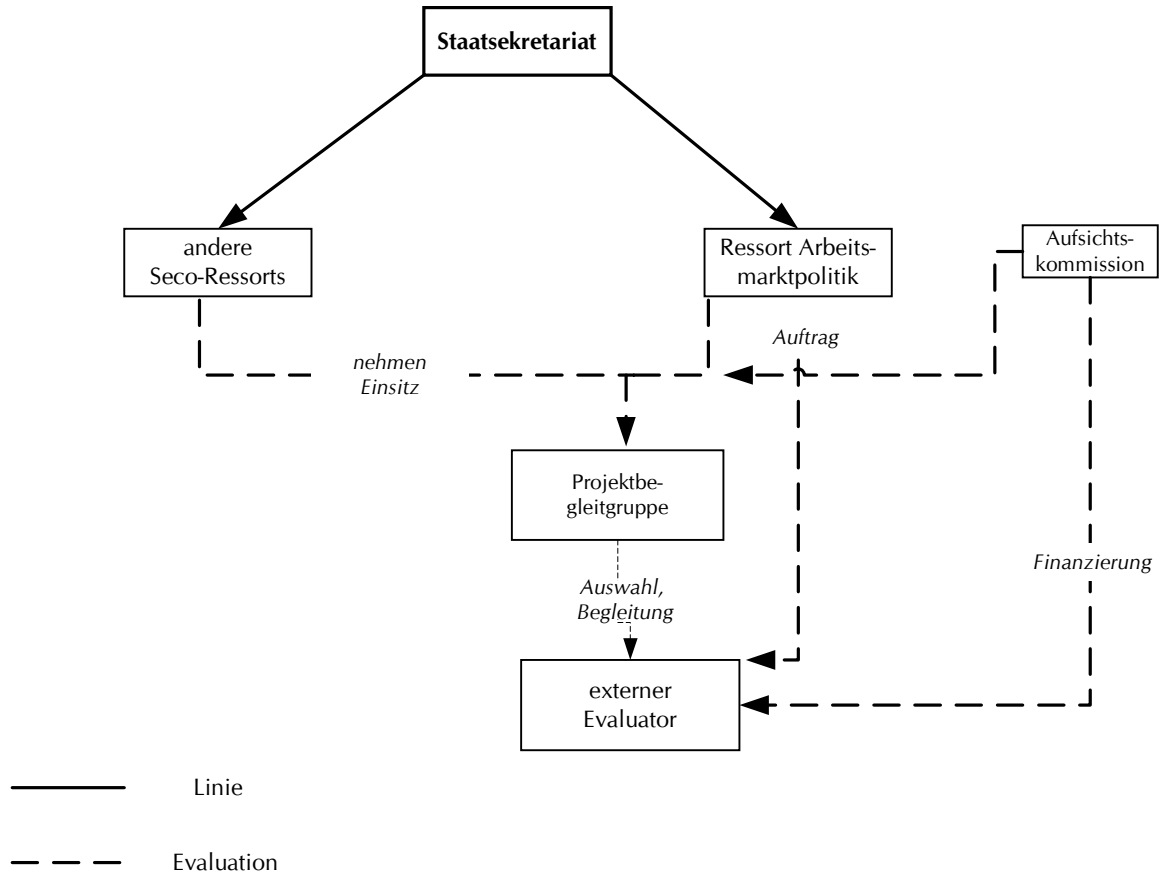 Staatsekretariat
andere
Seco-Ressorts
Ressort Arbeits-
marktpolitik
Aufsichts-
kommission
Auftrag
nehmen
Einsitz
Projektbe-
gleitgruppe
Finanzierung
Auswahl,
Begleitung
externer
Evaluator
Linie
Evaluation